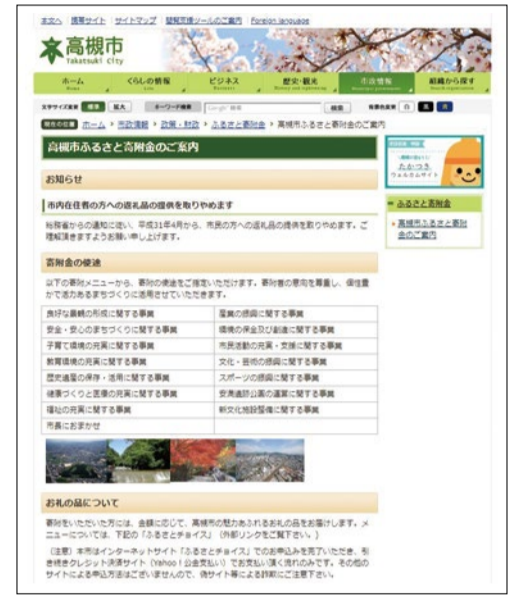 本文へ 携帯サイト サイトマップ 閲覧支援ツールのご案内 Foreign language
高槻市
Takatsuki City
ホーム くらしの情報 ビジネス 歴史・観光 市政情報 組織から探す
文字サイズ変更 標準 拡大 キーワード検索 検索 背景色変更 白 黒 青
現在の位置 ホーム > 市政情報 > 政策・財政 > ふるさと寄附金 > 高槻市ふるさと寄附金のご案内
高槻市ふるさと寄附金のご案内
お知らせ
市内在住者の方への返礼品の提供を取りやめます
総務省からの通知に従い、平成31年4月から、市民の方への返礼品の提供を取りやめます。ご
理解頂きますようお願い申し上げます。
寄附金の使途
以下の寄附メニューから、寄附の使途をご指定いただけます。寄附者の意向を尊重し、個性豊
かで活力あるまちづくりに活用させていただきます。
良好な景観の形成に関する事業 産業の振興に関する事業
安全・安心のまちづくりに関する事業 環境の保全及び創造に関する事業
子育て環境の充実に関する事業 市民活動の充実・支援に関する事業
教育環境の充実に関する事業 文化・芸術の振興に関する事業
歴史遺産の保存・活用に関する事業 スポーツの振興に関する事業
健康づくりと医療の充実に関する事業 安満遺跡公園の運営に関する事業
福祉の充実に関する事業 新文化施設整備に関する事業
市長におまかせ
お礼の品について
寄附をいただいた方には、金額に応じて、高槻市の魅力あふれるお礼の品をお届けします。メ
ニューについては、下記の「ふるさとチョイス」（外部リンクをご覧下さい。）
（注意）本市はインターネットサイト「ふるさとチョイス」でのお申込みを完了いただき、引
き続きクレジット決済サイト（Yahoo！公金支払い）でお支払い頂く流れのみです。その他の
サイトによる申込方法はございませんので、偽サイト等による詐欺にご注意下さい。
たかつき
ウェルカムサイト
ふるさと寄附金
高槻市ふるさと寄附
金のご案内